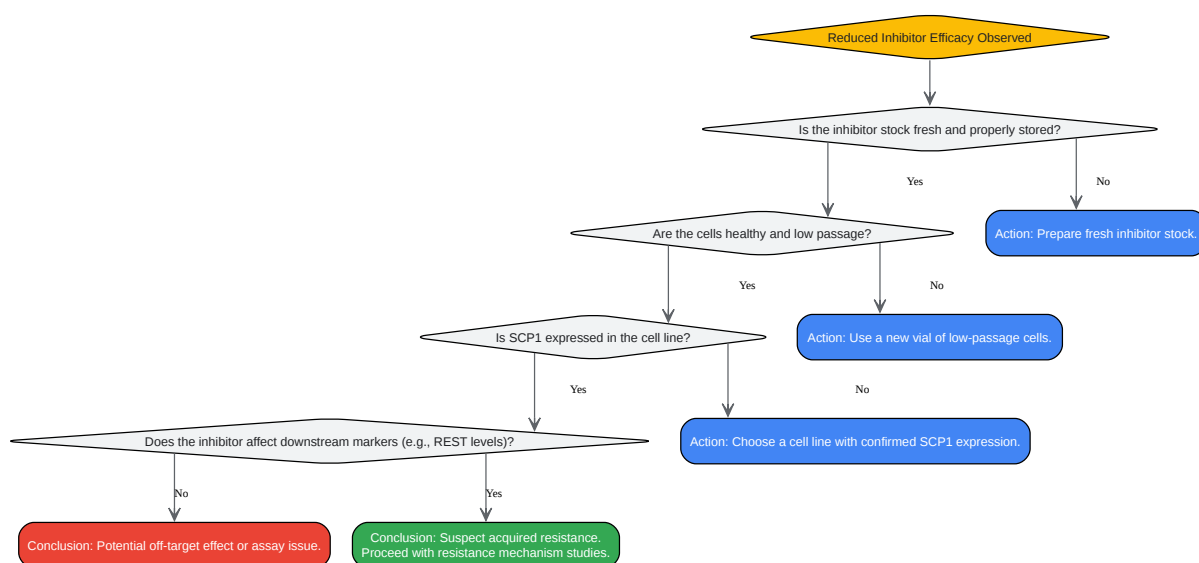 Reduced Inhibitor Efficacy Observed
Is the inhibitor stock fresh and properly stored?
Yes
No
Are the cells healthy and low passage?
Action: Prepare fresh inhibitor stock.
Yes
No
Is SCP1 expressed in the cell line?
Action: Use a new vial of low-passage cells.
Yes
No
Does the inhibitor affect downstream markers (e.g., REST levels)?
Action: Choose a cell line with confirmed SCP1 expression.
No
Yes
Conclusion: Potential off-target effect or assay issue.
Conclusion: Suspect acquired resistance.
Proceed with resistance mechanism studies.